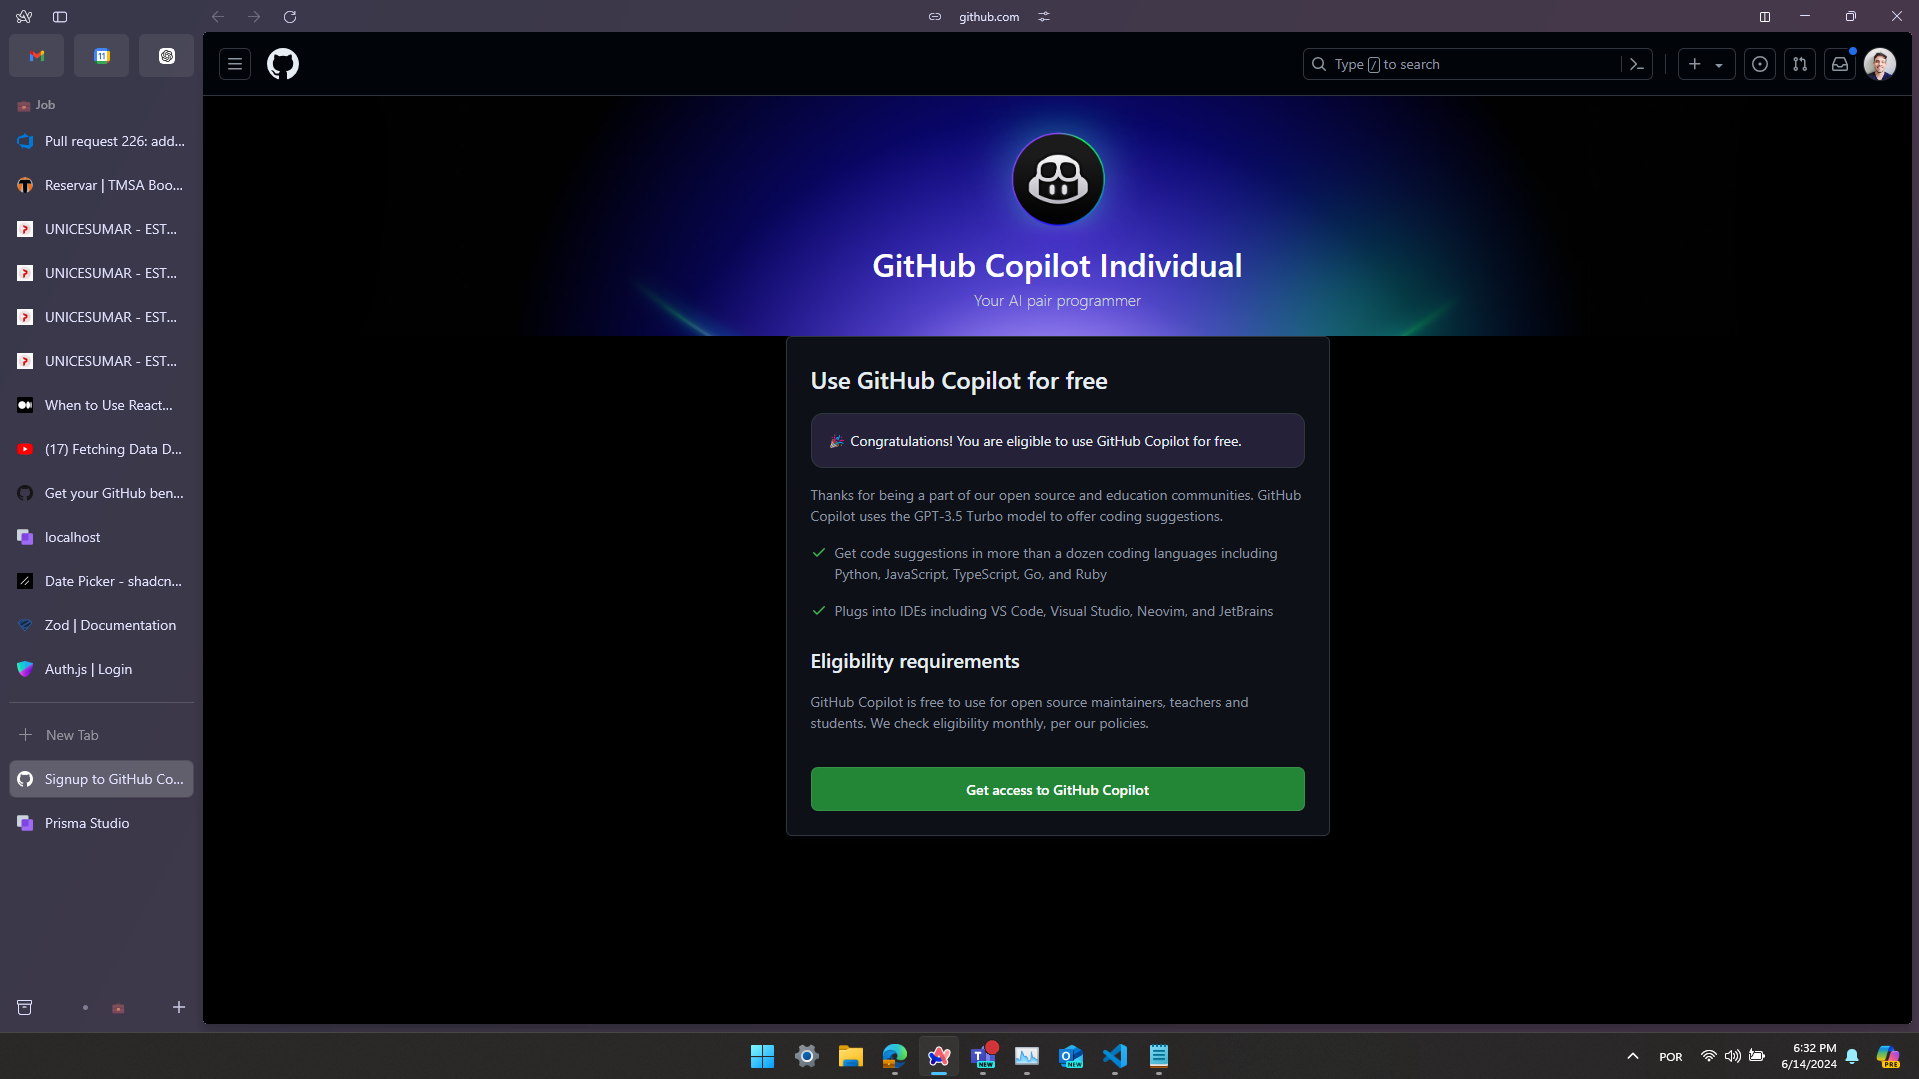 github.com
11
Type / to search
Job
Pull request 226: add...
Reservar | TMSA Boo...
UNICESUMAR - EST...
UNICESUMAR - EST...
UNICESUMAR - EST...
UNICESUMAR - EST...
When to Use React...
(17) Fetching Data D...
Get your GitHub ben...
localhost
Date Picker - shadcn...
Zod | Documentation
Auth.js | Login
New Tab
Signup to GitHub Co...
Prisma Studio
GitHub Copilot Individual
Your AI pair programmer
Use GitHub Copilot for free
Congratulations! You are eligible to use GitHub Copilot for free.
Thanks for being a part of our open source and education communities. GitHub
Copilot uses the GPT-3.5 Turbo model to offer coding suggestions.
Get code suggestions in more than a dozen coding languages including
Python, JavaScript, TypeScript, Go, and Ruby
Plugs into IDEs including VS Code, Visual Studio, Neovim, and JetBrains
Eligibility requirements
GitHub Copilot is free to use for open source maintainers, teachers and
students. We check eligibility monthly, per our policies.
Get access to GitHub Copilot
NEW
NEW
POR
6:32 PM
6/14/2024
PRE